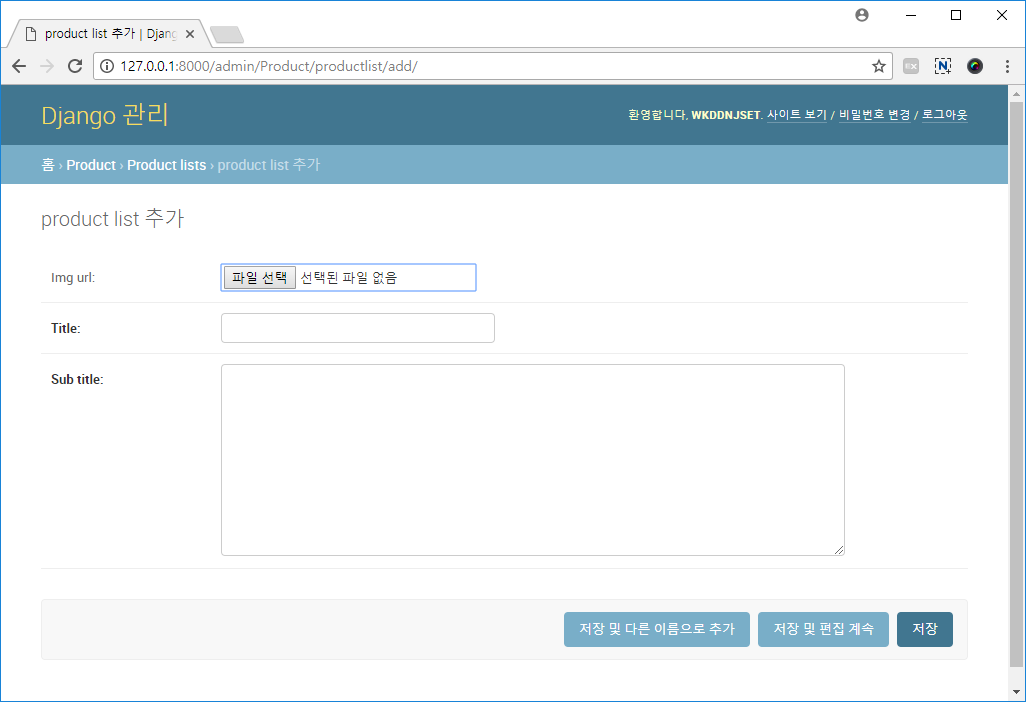 product list 추가 | Djang
127.0.0.1:8000/admin/Product/productlist/add/
Django 관리
환영합니다, WKDDNJSET. 사이트 보기 / 비밀번호 변경 / 로그아웃
홈 › Product › Product lists › product list 추가
product list 추가
Img url: 파일 선택 선택된 파일 없음
Title:
Sub title:
저장 및 다른 이름으로 추가 저장 및 편집 계속 저장